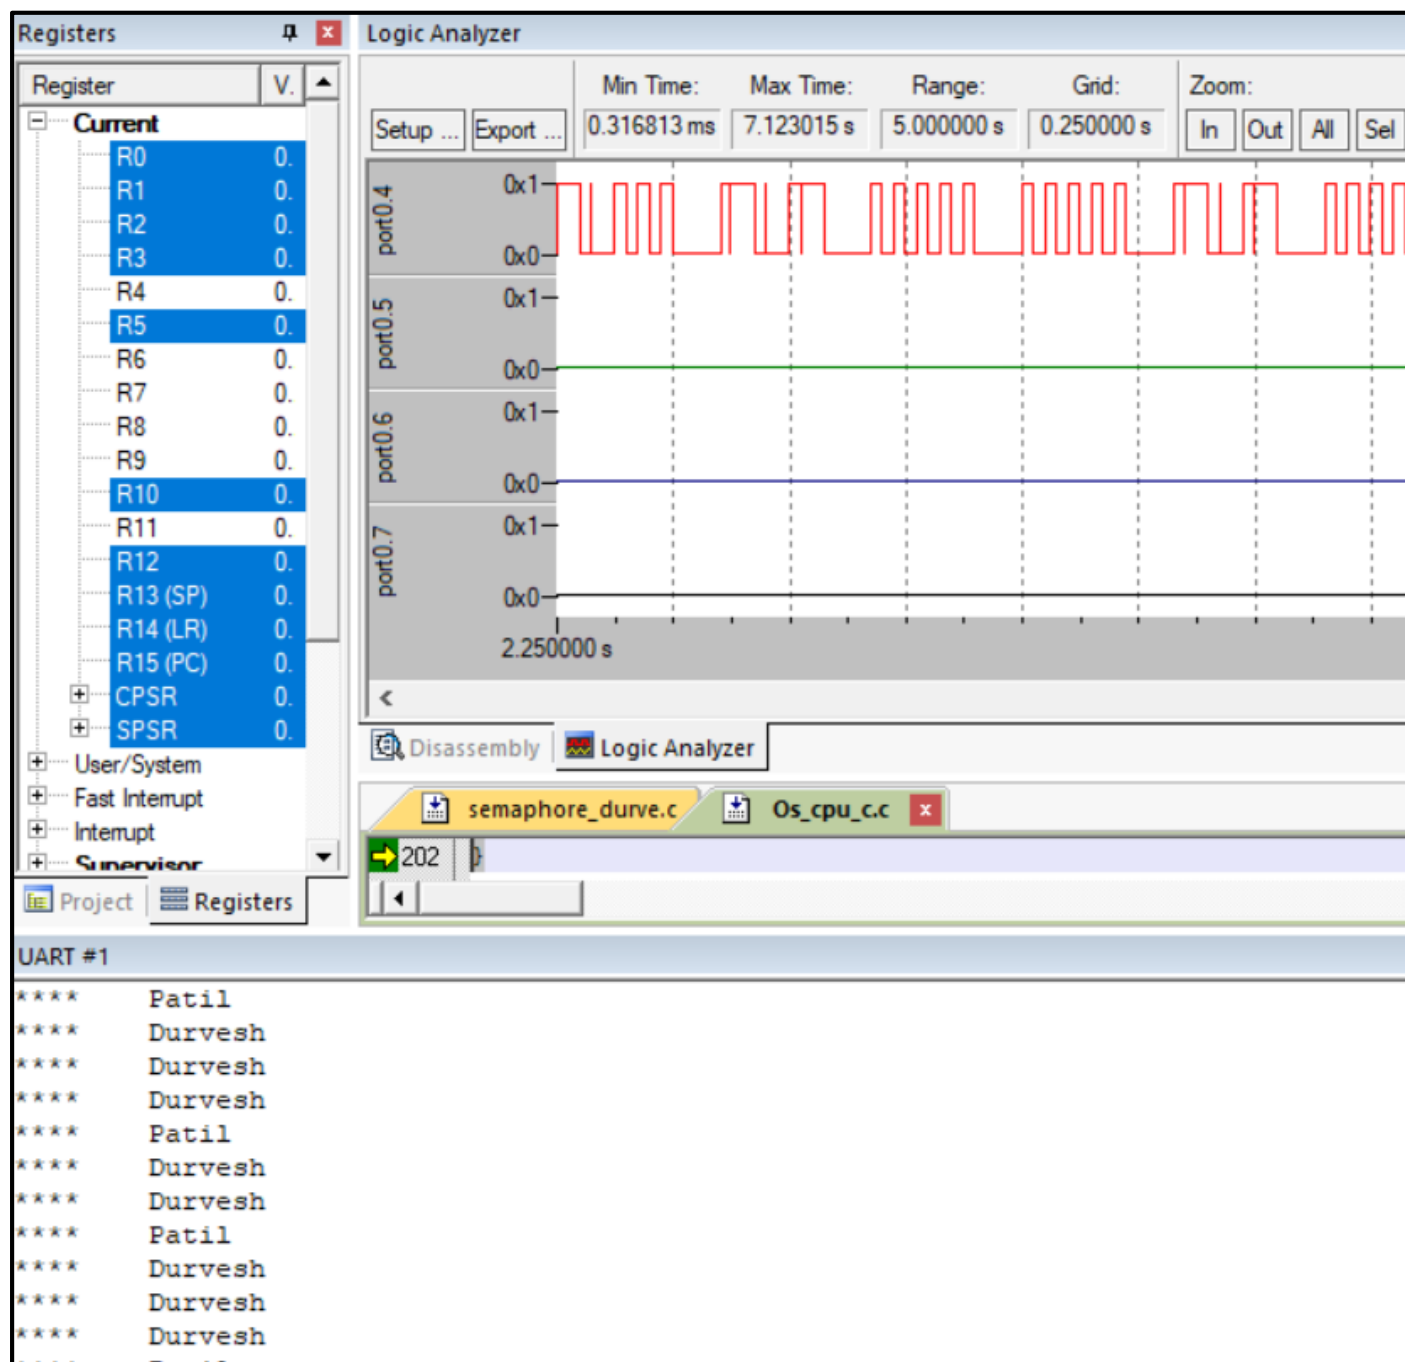 Registers
Register V.
Current
R0 0.
R1 0.
R2 0.
R3 0.
R4 0.
R5 0.
R6 0.
R7 0.
R8 0.
R9 0.
R10 0.
R11 0.
R12 0.
R13 (SP) 0.
R14 (LR) 0.
R15 (PC) 0.
CPSR 0.
SPSR 0.
User/System
Fast Interrupt
Interrupt
Supervisor
Project Registers
Logic Analyzer
Min Time: Max Time: Range: Grid: Zoom:
Setup ... Export ... 0.316813 ms 7.123015 s 5.000000 s 0.250000 s In Out All Sel
port0.4 0x1
0x0
port0.5 0x1
0x0
port0.6 0x1
0x0
port0.7 0x1
0x0
2.250000 s
Disassembly Logic Analyzer
semaphore_durve.c Os_cpu_c.c
202 }
UART #1
**** Patil
**** Durvesh
**** Durvesh
**** Durvesh
**** Patil
**** Durvesh
**** Durvesh
**** Patil
**** Durvesh
**** Durvesh
**** Durvesh